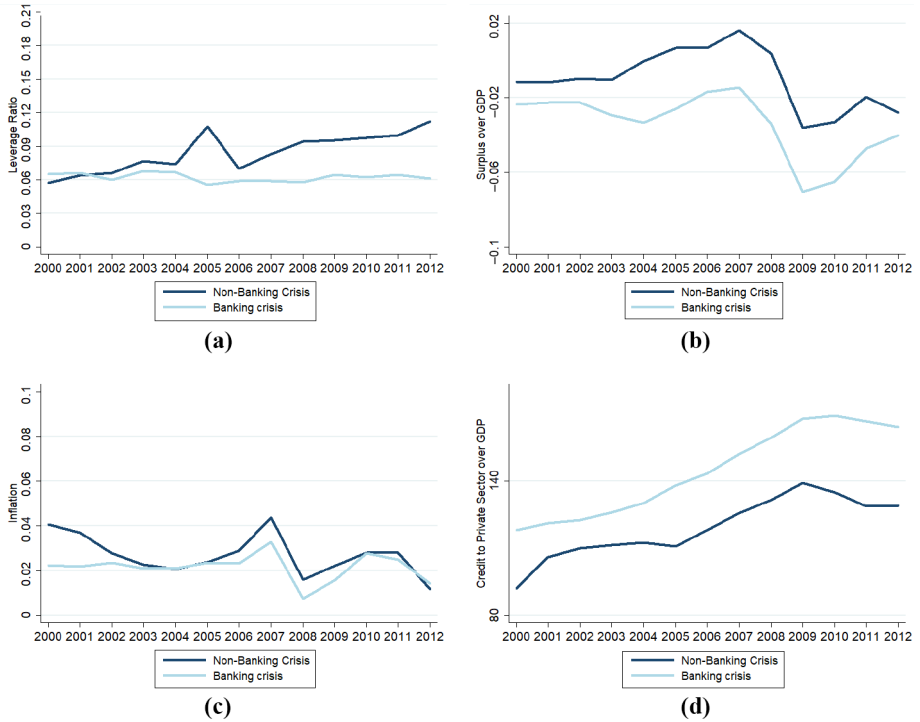 Leverage Ratio
0 0.03 0.06 0.09 0.12 0.15 0.18 0.21
2000 2001 2002 2003 2004 2005 2006 2007 2008 2009 2010 2011 2012
Non-Banking Crisis
Banking crisis
(a)
Surplus over GDP
−0.1 −0.06 −0.02 0.02
2000 2001 2002 2003 2004 2005 2006 2007 2008 2009 2010 2011 2012
Non-Banking Crisis
Banking crisis
(b)
Inflation
0 0.02 0.04 0.06 0.08 0.1
2000 2001 2002 2003 2004 2005 2006 2007 2008 2009 2010 2011 2012
Non-Banking Crisis
Banking crisis
(c)
Credit to Private Sector over GDP
80 140
2000 2001 2002 2003 2004 2005 2006 2007 2008 2009 2010 2011 2012
Non-Banking Crisis
Banking crisis
(d)